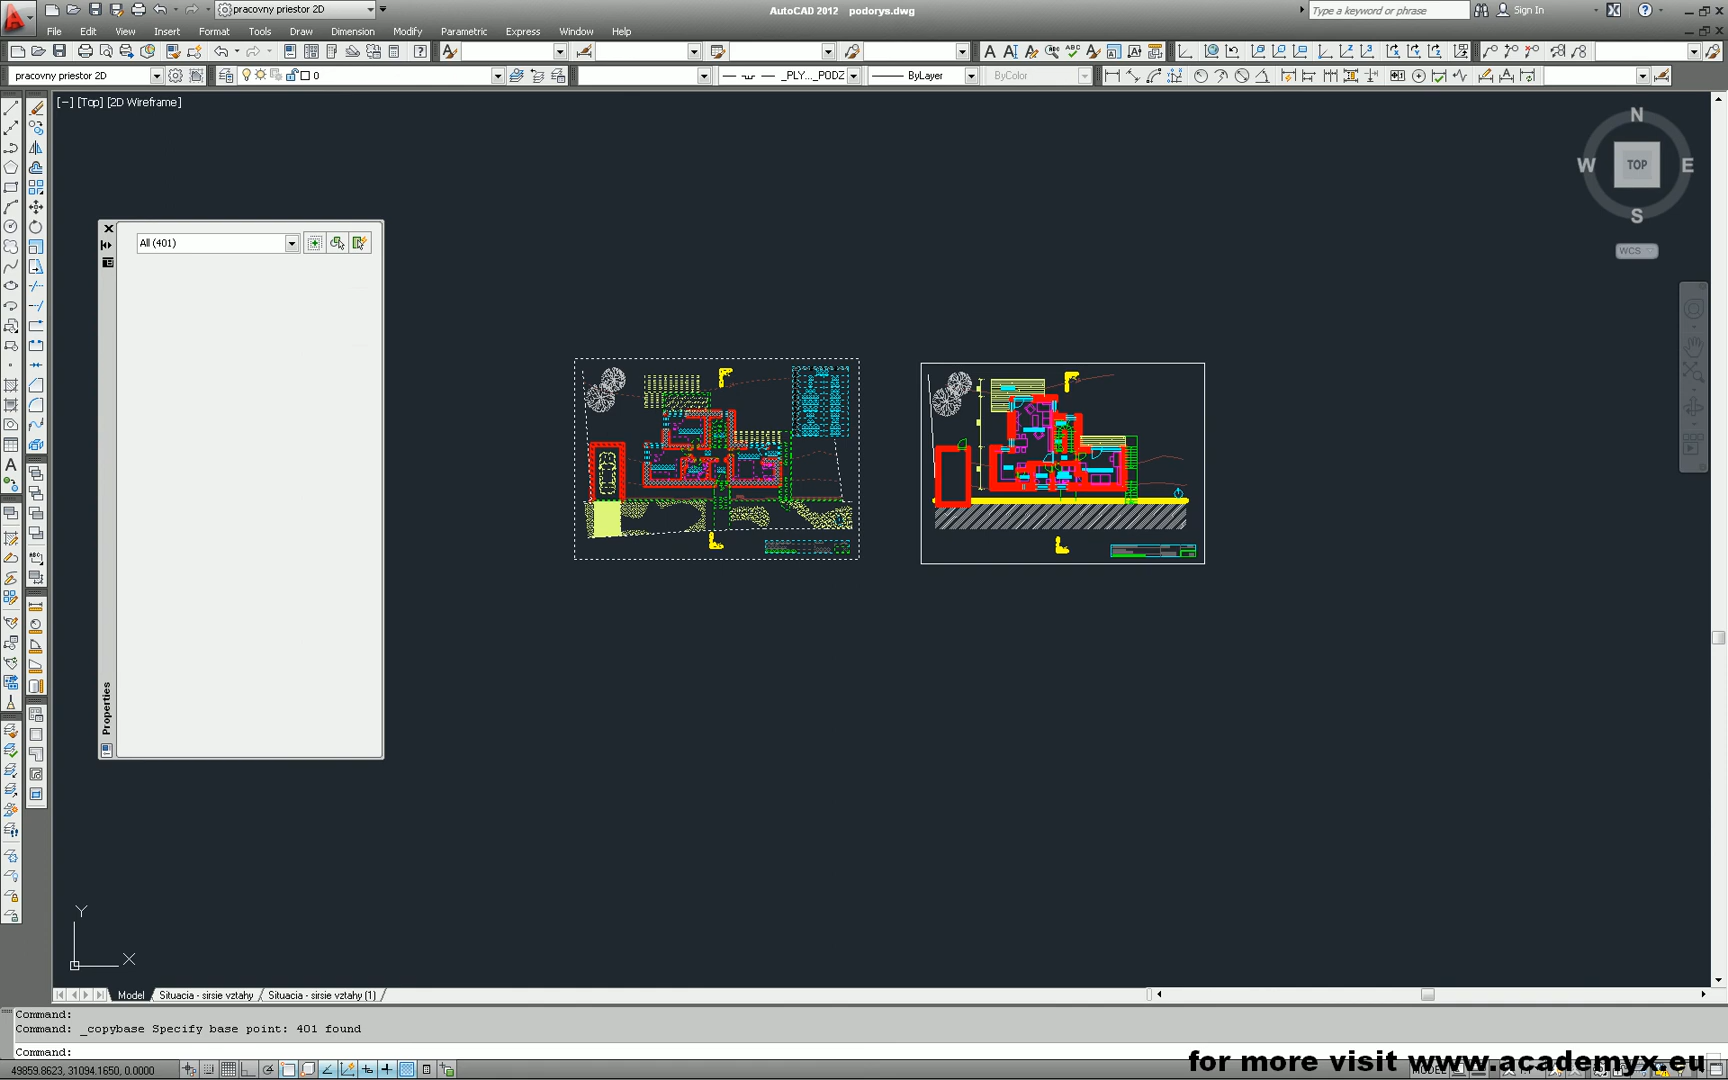 pracovny priestor 2D
AutoCAD 2012 podorys.dwg
Type a keyword or phrase
Sign In
File Edit View Insert Format Tools Draw Dimension Modify Parametric Express Window Help
pracovny priestor 2D
0
_PLY..._PODZ
ByLayer
ByColor
[−] [Top] [2D Wireframe]
N
W
TOP
E
S
WCS
All (401)
Properties
Y
X
Model Situacia - sirsie vztahy Situacia - sirsie vztahy (1)
Command:
Command: _copybase Specify base point: 401 found
Command:
49859.8623, 31094.1650, 0.0000
MODEL
for more visit www.academyx.eu